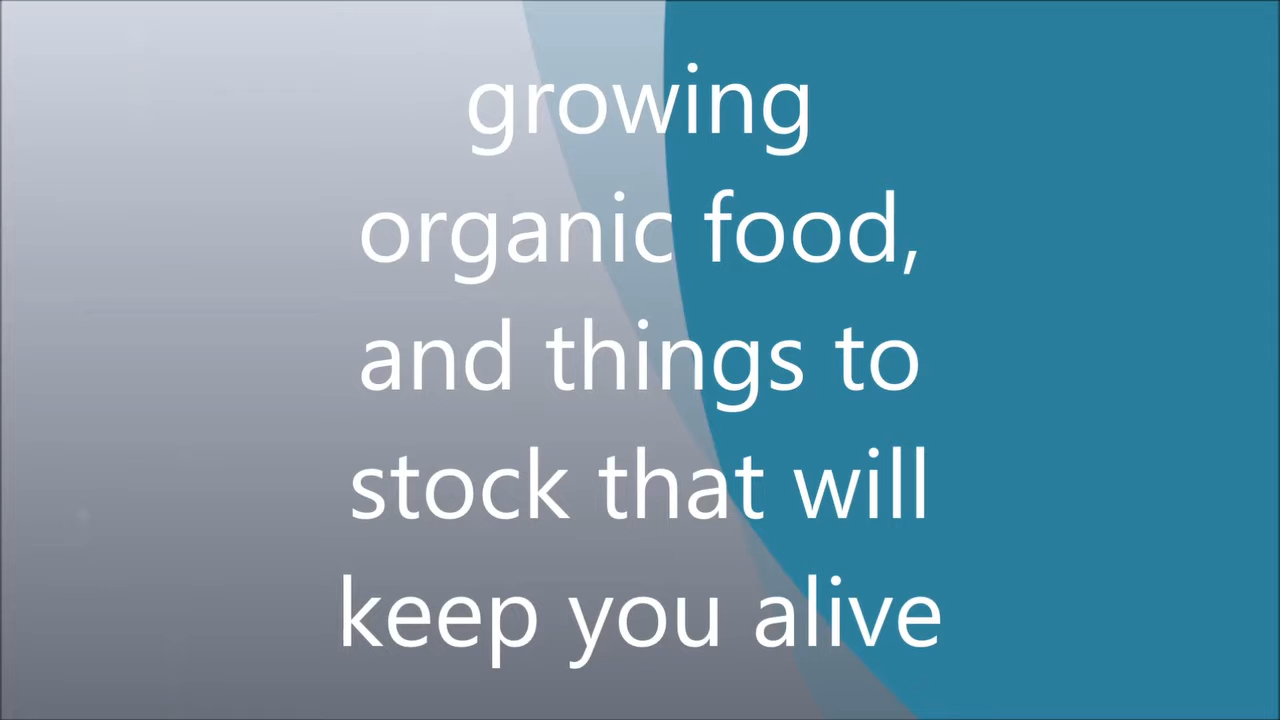 growing
organic food,
and things to
stock that will
keep you alive